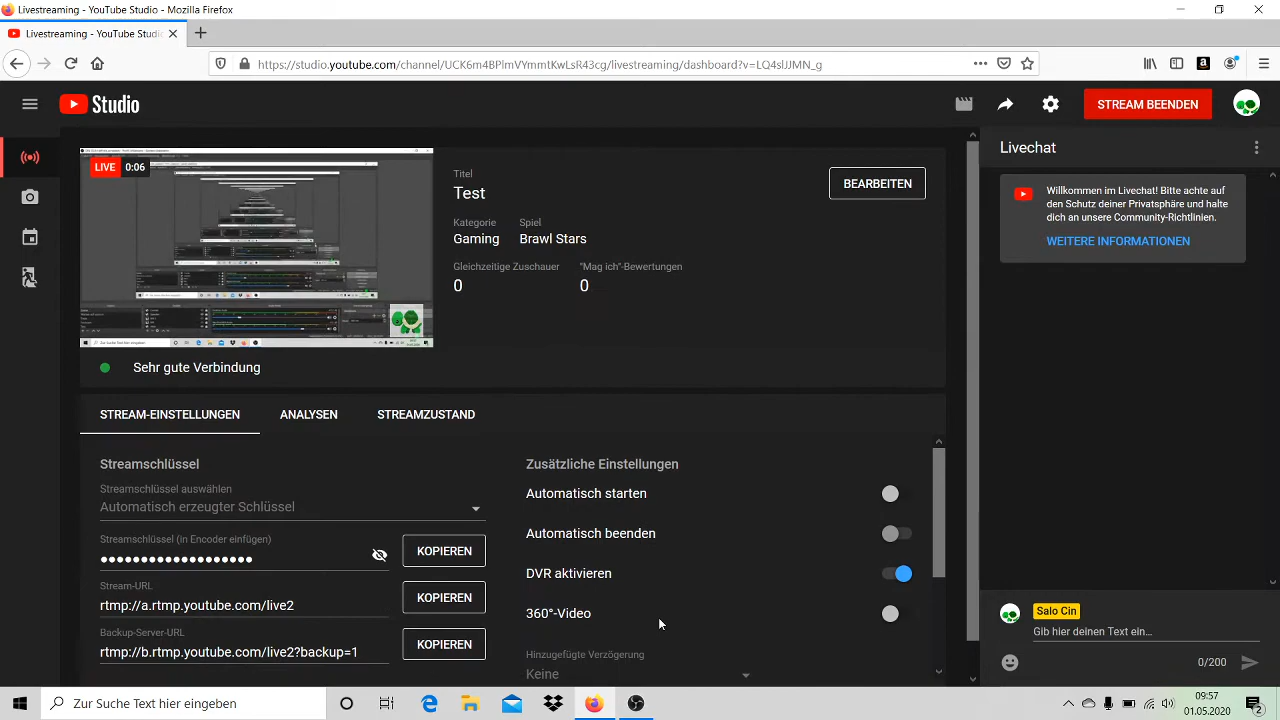 Livestreaming - YouTube Studio - Mozilla Firefox
Livestreaming - YouTube Studio
https://studio.youtube.com/channel/UCK6m4BPlmVYmmtKwLsR43cg/livestreaming/dashboard?v=LQ4slJJMN_g
Studio
STREAM BEENDEN
LIVE 0:06
Titel
Test
BEARBEITEN
Kategorie Spiel
Gaming Brawl Stars
Gleichzeitige Zuschauer "Mag ich"-Bewertungen
0 0
Sehr gute Verbindung
STREAM-EINSTELLUNGEN ANALYSEN STREAMZUSTAND
Streamschlüssel
Streamschlüssel auswählen
Automatisch erzeugter Schlüssel
Streamschlüssel (in Encoder einfügen)
KOPIEREN
Stream-URL
rtmp://a.rtmp.youtube.com/live2
KOPIEREN
Backup-Server-URL
rtmp://b.rtmp.youtube.com/live2?backup=1
KOPIEREN
Zusätzliche Einstellungen
Automatisch starten
Automatisch beenden
DVR aktivieren
360°-Video
Hinzugefügte Verzögerung
Keine
Livechat
Willkommen im Livechat! Bitte achte auf
den Schutz deiner Privatsphäre und halte
dich an unsere Community-Richtlinien.
WEITERE INFORMATIONEN
Salo Cin
Gib hier deinen Text ein...
0/200
Zur Suche Text hier eingeben
09:57
01.05.2020
2